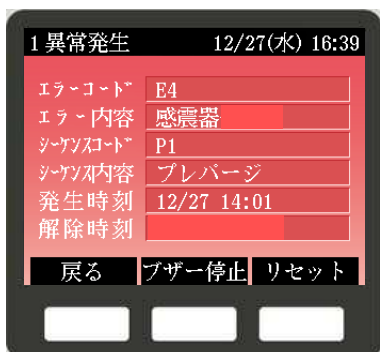 1 異常発生 12/27(水) 16:39
エラーコード E4
エラー内容 感震器
シーケンスコード P1
シーケンス内容 プレパージ
発生時刻 12/27 14:01
解除時刻
戻る ブザー停止 リセット